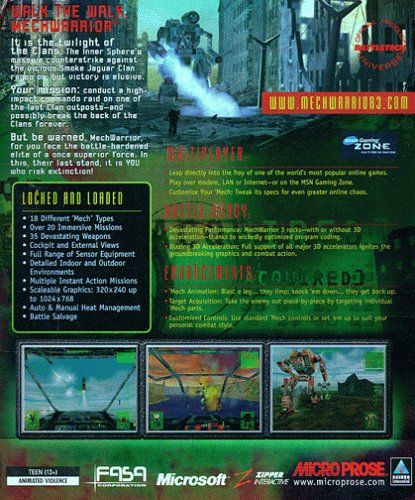 WALK THE WALK,
MECHWARRIOR
It is the twilight of
the Clans. The Inner Sphere's
massive counterstrike against
the vicious Smoke Jaguar Clan
rages on, but victory is elusive.
Your mission: conduct a high-
impact commando raid on one
of the last Clan outposts—and
possibly break the back of the
Clans forever.
But be warned, MechWarrior,
for you face the battle-hardened
elite of a once superior force. In
this, their last stand, it is YOU
who risk extinction!
BATTLETECH
UNIVERSE
WWW.MECHWARRIOR3.COM
MSN Gaming
ZONE
LOCKED AND LOADED
• 18 Different 'Mech' Types
• Over 20 Immersive Missions
• 35 Devastating Weapons
• Cockpit and External Views
• Full Range of Sensor Equipment
• Detailed Indoor and Outdoor
Environments
• Multiple Instant Action Missions
• Scaleable Graphics: 320x240 up
to 1024x768
• Auto & Manual Heat Management
• Battle Salvage
MULTIPLAYER:
• Leap directly into the fray of one of the world's most popular online games.
• Play over modem, LAN or Internet—or on the MSN Gaming Zone.
• Customize Your 'Mech: Tweak its specs for even greater online chaos.
BATTLE-READY:
• Devastating Performance: MechWarrior 3 rocks—with or without 3D
acceleration—thanks to wickedly optimized program coding.
• Blazing 3D Acceleration: Full support of all major 3D accelerators ignites the
groundbreaking graphics and combat action.
ENHANCEMENTS:
• 'Mech Animation: Blast a leg... they limp; knock 'em down... they get back up.
• Target Acquisition: Take the enemy out piece-by-piece by targeting individual
'Mech parts.
• Customized Controls: Use standard 'Mech controls or set 'em up to suit your
personal combat style.
TEEN (13+)
ANIMATED VIOLENCE
FASA
CORPORATION
Microsoft
ZIPPER
INTERACTIVE
MICROPROSE
www.microprose.com
HASBRO
INTERACTIVE